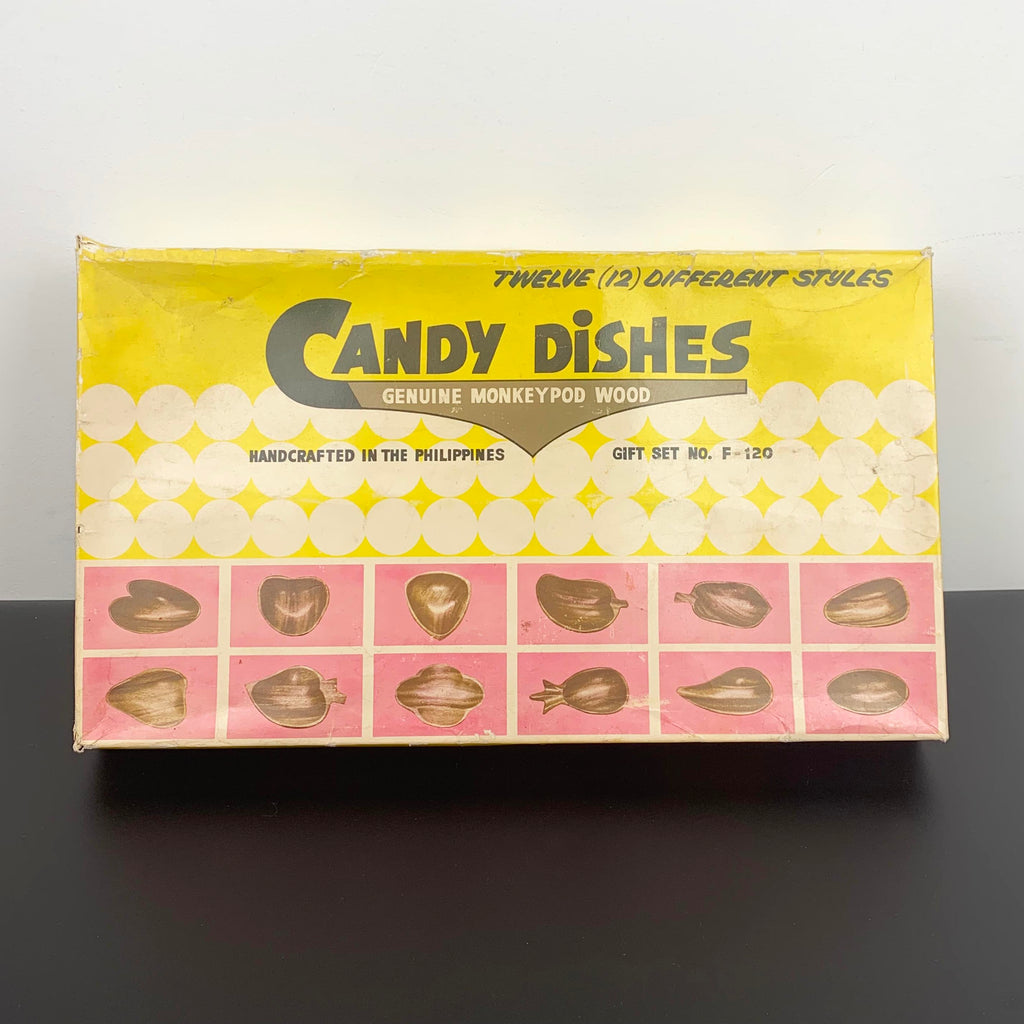 TWELVE (12) DIFFERENT STYLES
CANDY DiSHES
GENUINE MONKEYPOD WOOD
HANDCRAFTED IN THE PHILIPPINES
GIFT SET NO. F-120